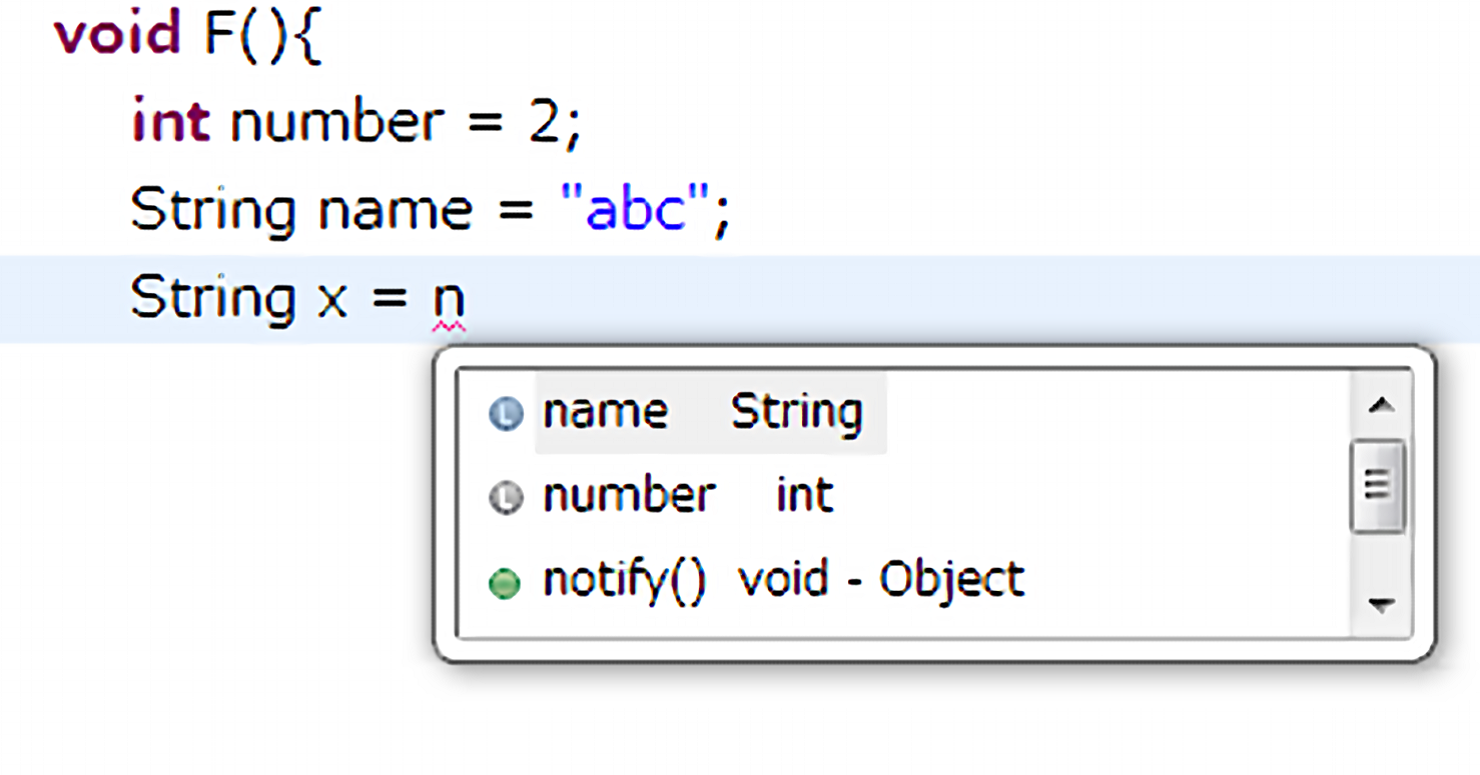 void F(){
int number = 2;
String name = "abc";
String x = n
L name String
L number int
notify() void - Object